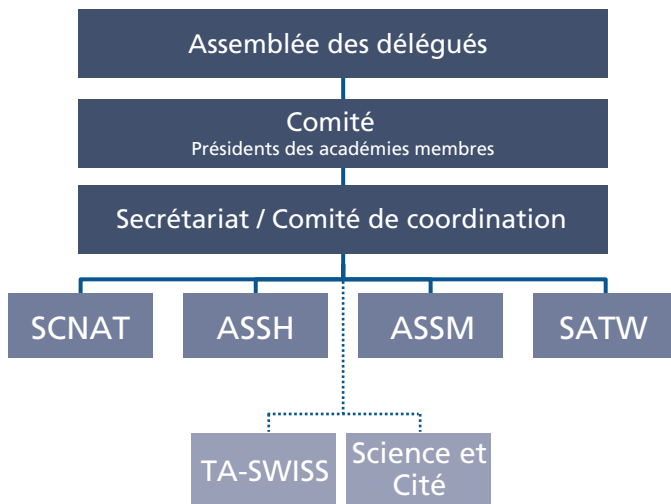 Assemblée des délégués
Comité
Présidents des académies membres
Secrétariat / Comité de coordination
SCNAT
ASSH
ASSM
SATW
TA-SWISS
Science et
Cité